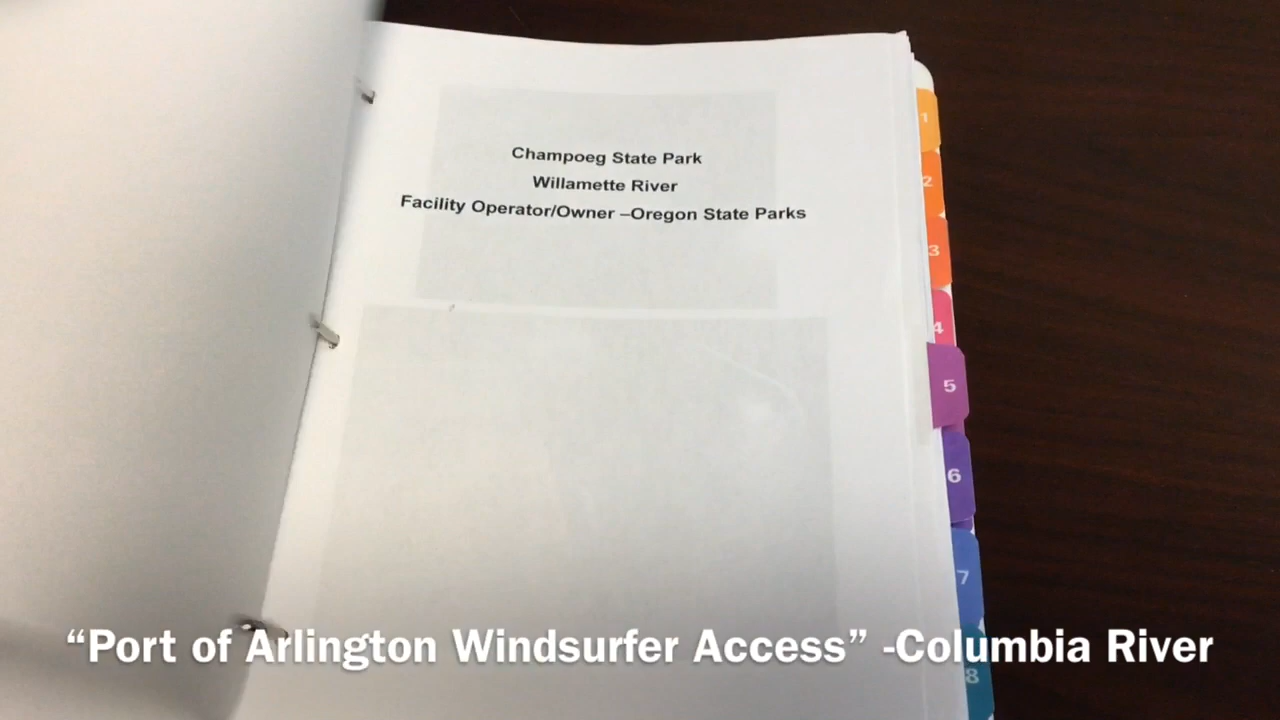 Champoeg State Park
Willamette River
Facility Operator/Owner –Oregon State Parks
1
2
3
4
5
6
7
8
“Port of Arlington Windsurfer Access” -Columbia River